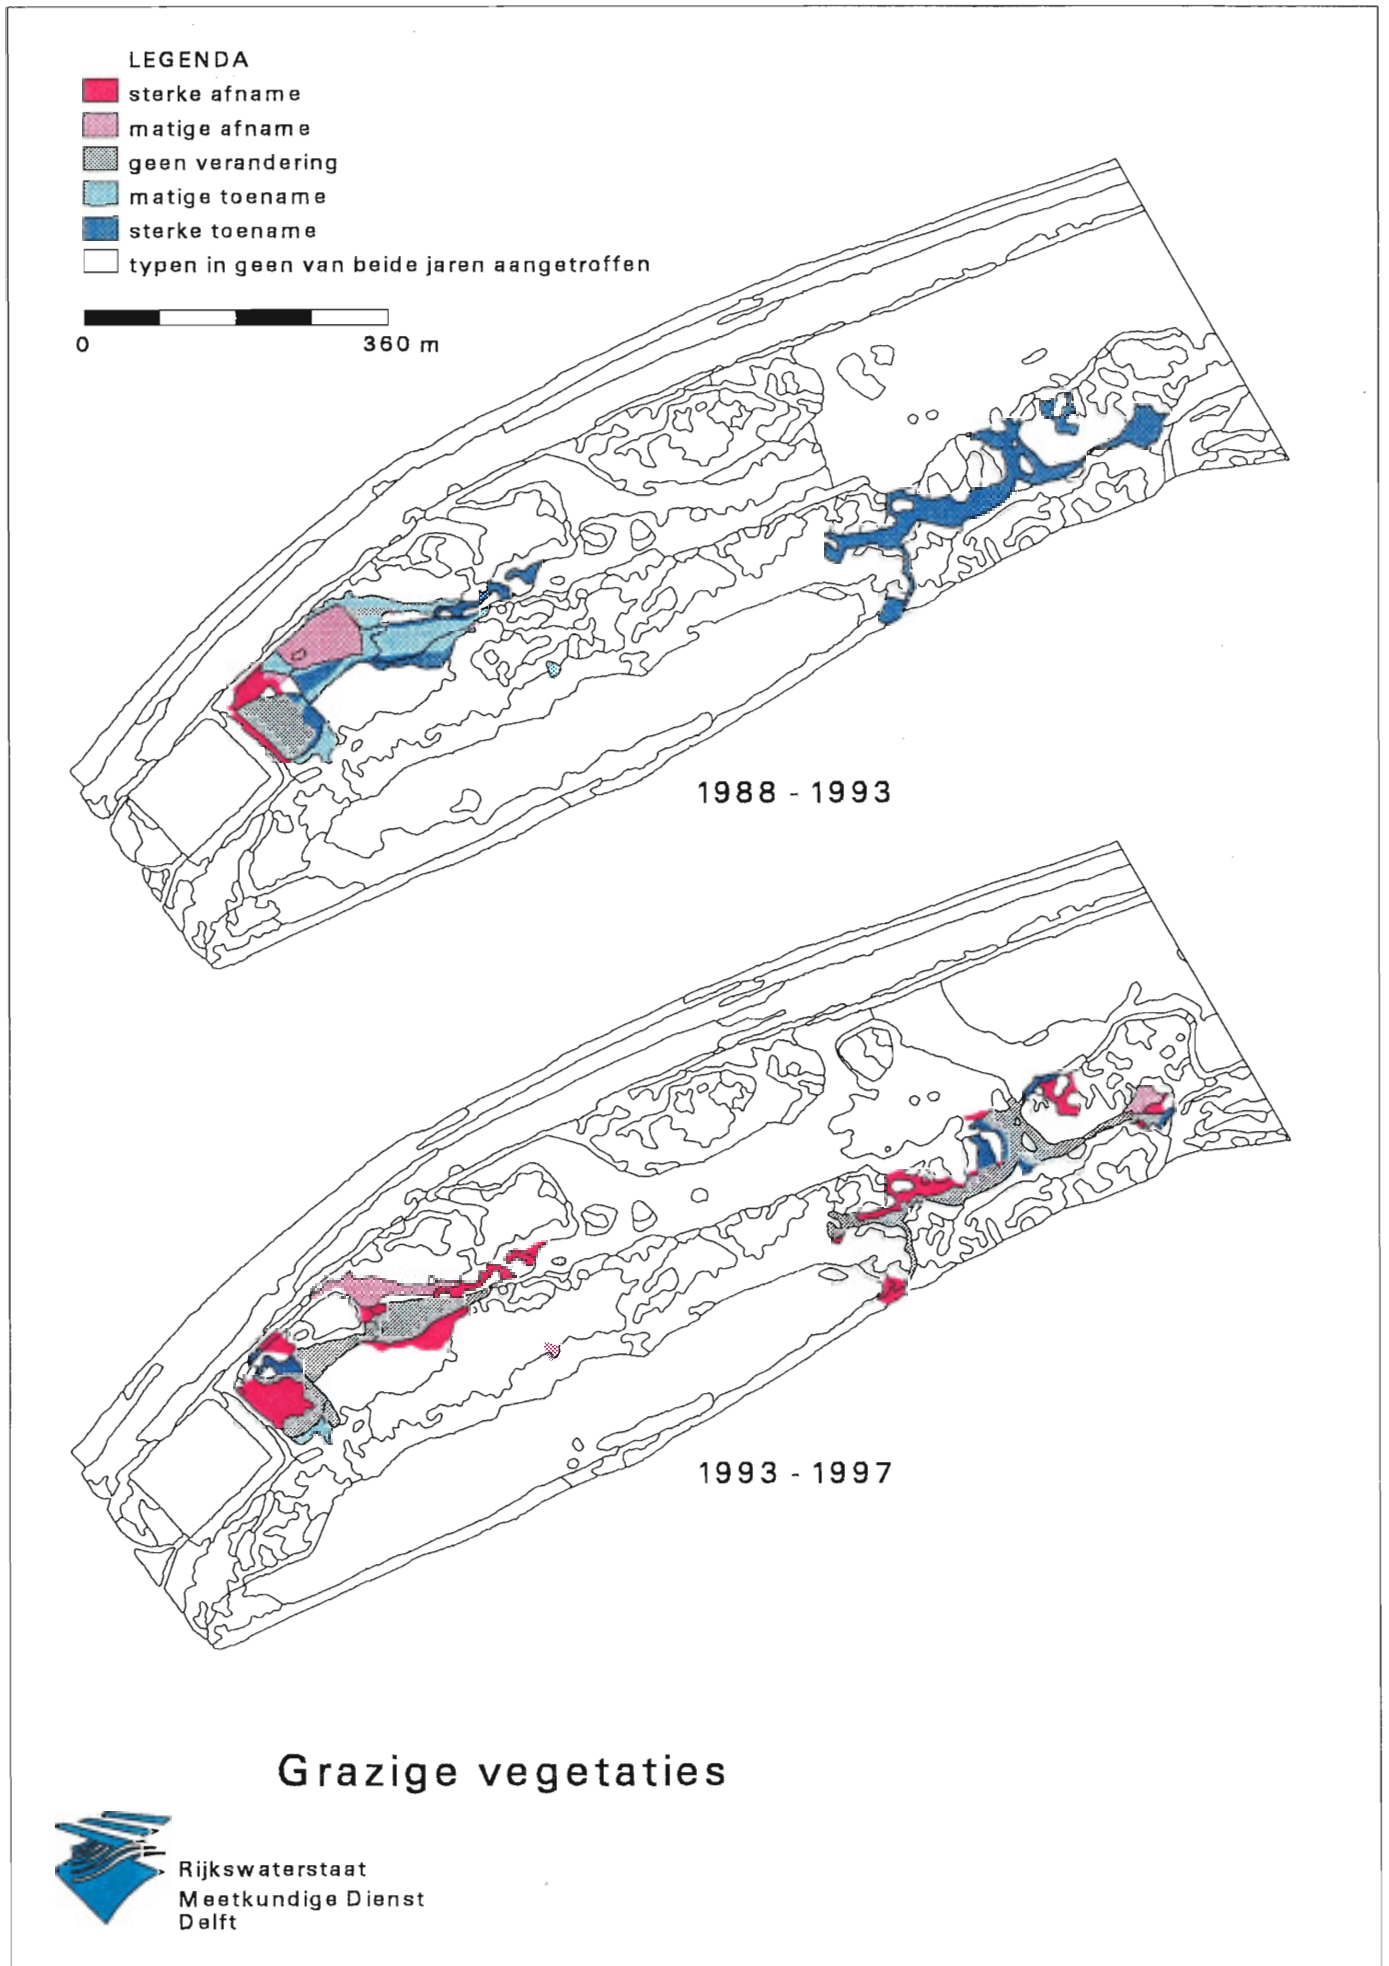 LEGENDA
sterke afname
matige afname
geen verandering
matige toename
sterke toename
typen in geen van beide jaren aangetroffen
0 360 m
1988 - 1993
1993 - 1997
Grazige vegetaties
Rijkswaterstaat
Meetkundige Dienst
Delft